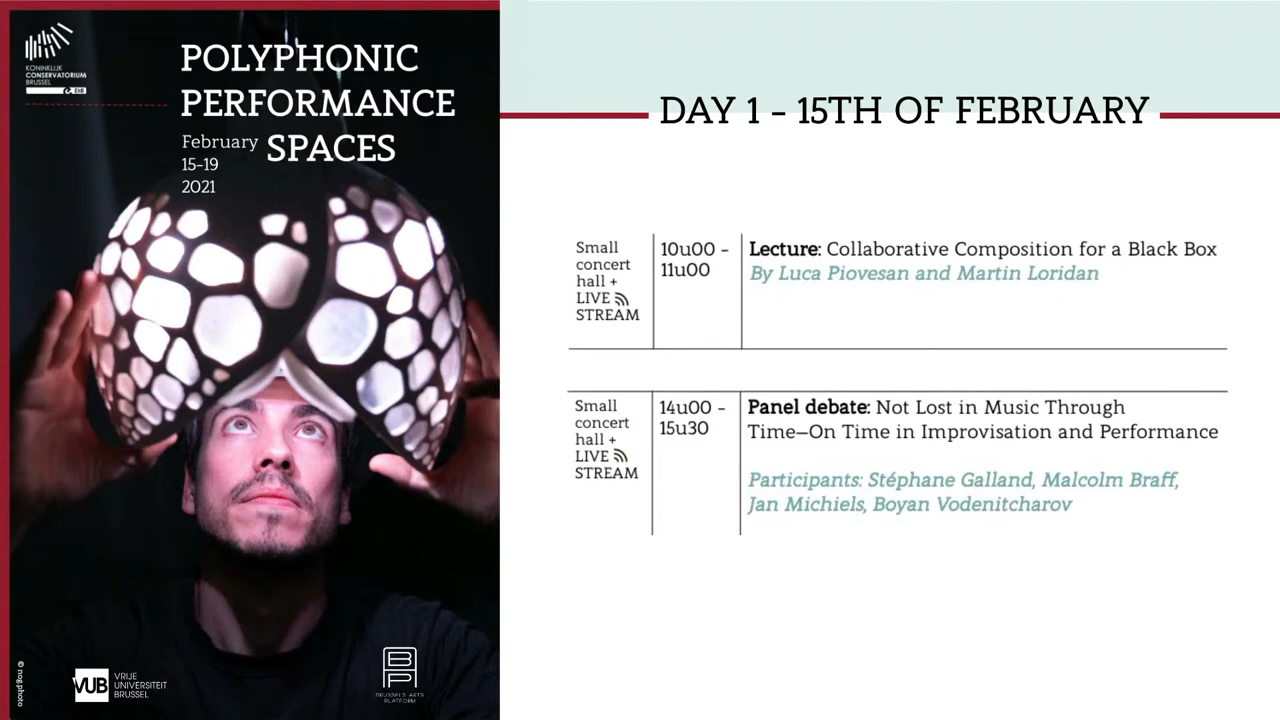 KONINKLIJK
CONSERVATORIUM
BRUSSEL
EhB
POLYPHONIC
PERFORMANCE
SPACES
February
15-19
2021
© nogphoto
VUB
VRIJE
UNIVERSITEIT
BRUSSEL
BAP
BRUSSELS ARTS
PLATFORM
DAY 1 - 15TH OF FEBRUARY
Small
concert
hall +
LIVE
STREAM
10u00 -
11u00
Lecture: Collaborative Composition for a Black Box
By Luca Piovesan and Martin Loridan
Small
concert
hall +
LIVE
STREAM
14u00 -
15u30
Panel debate: Not Lost in Music Through
Time—On Time in Improvisation and Performance
Participants: Stéphane Galland, Malcolm Braff,
Jan Michiels, Boyan Vodenitcharov